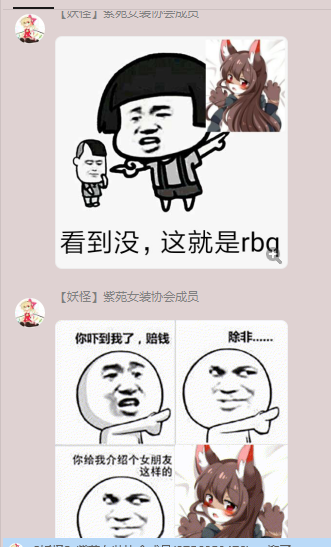 【妖怪】紫苑女装协会成员
看到没，这就是rbq
【妖怪】紫苑女装协会成员
你吓到我了，赔钱
除非......
你给我介绍个女朋友
这样的